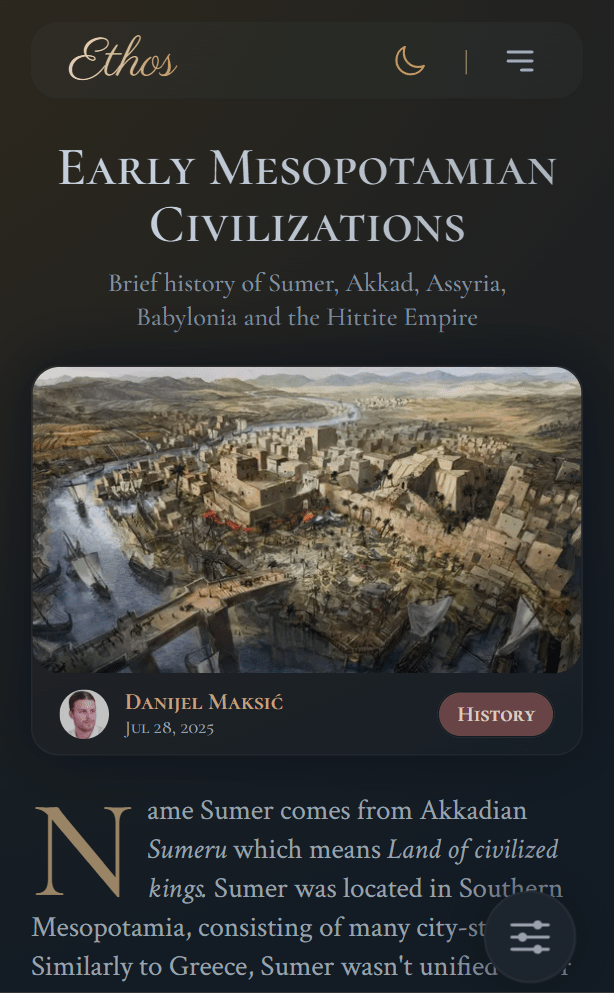 Ethos
Early Mesopotamian
Civilizations
Brief history of Sumer, Akkad, Assyria,
Babylonia and the Hittite Empire
Danijel Maksić
Jul 28, 2025
History
Name Sumer comes from Akkadian
Sumeru which means Land of civilized
kings. Sumer was located in Southern
Mesopotamia, consisting of many city-st
Similarly to Greece, Sumer wasn't unified